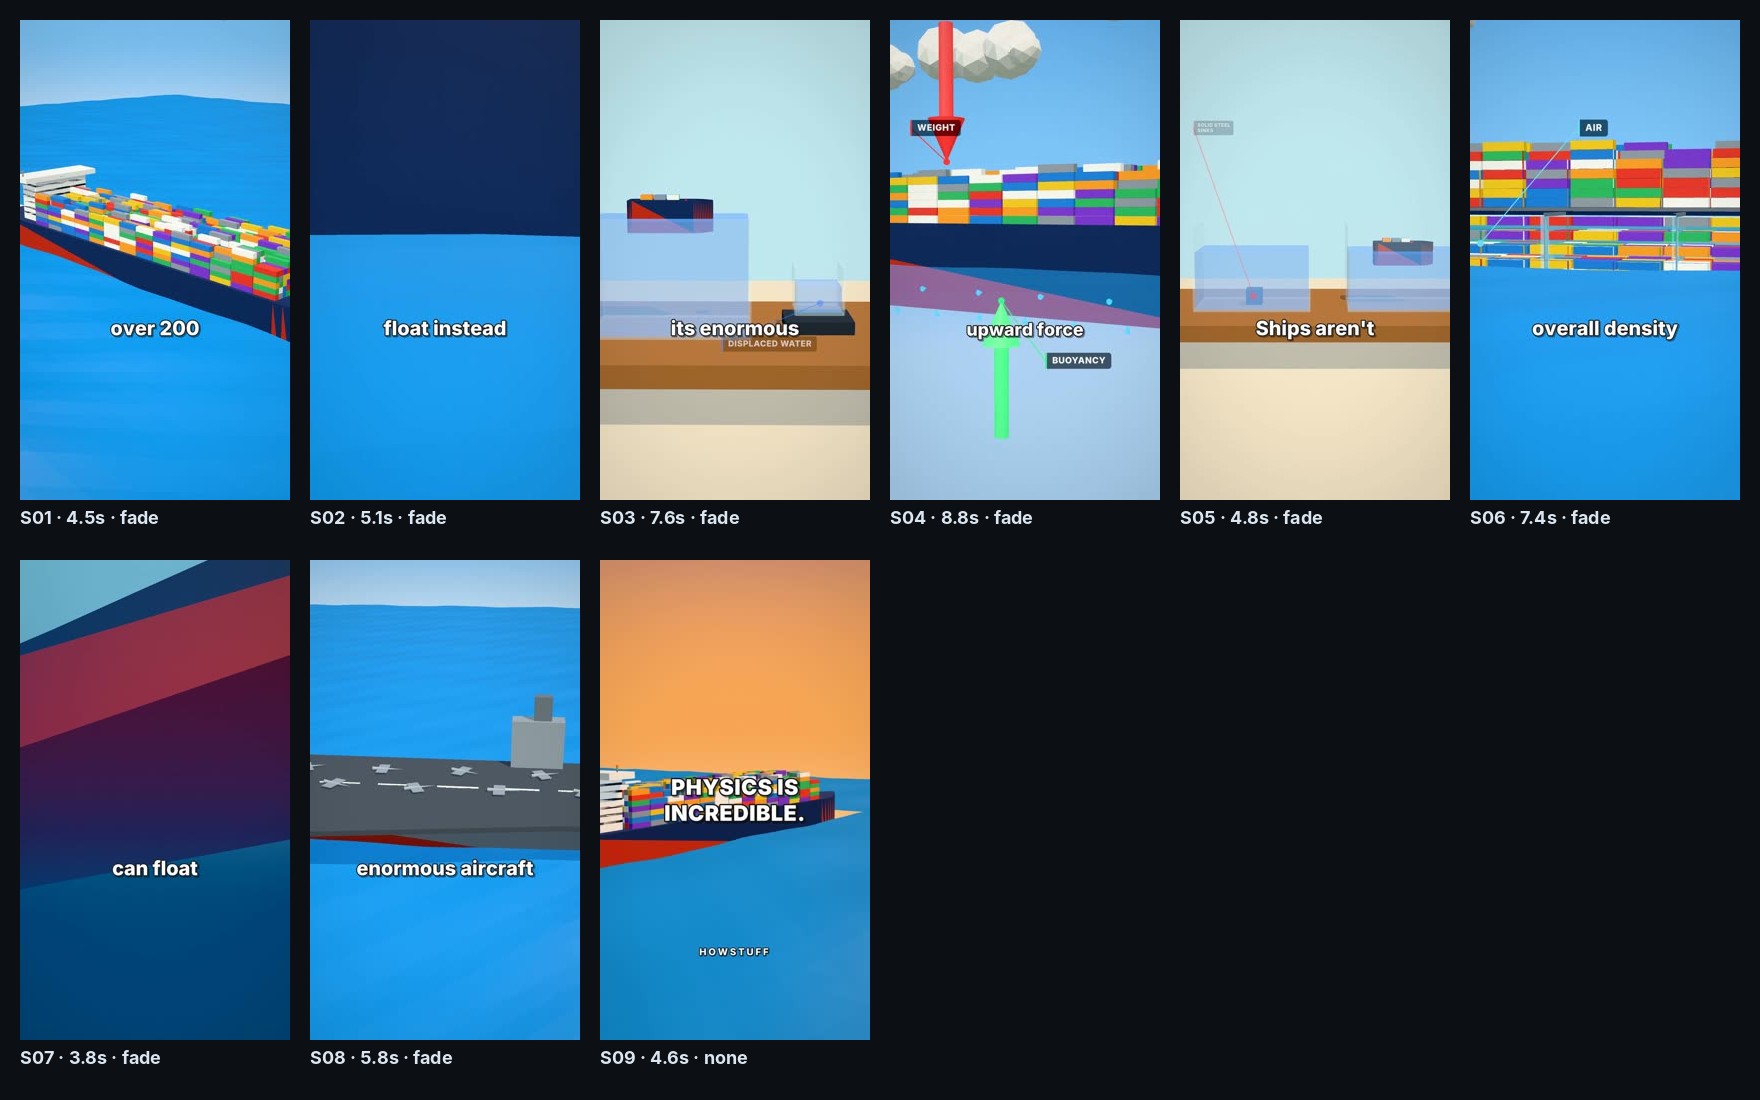 over 200
float instead
its enormous
DISPLACED WATER
WEIGHT
upward force
BUOYANCY
SOLID STEEL
SINKS
Ships aren't
AIR
overall density
S01 · 4.5s · fade
S02 · 5.1s · fade
S03 · 7.6s · fade
S04 · 8.8s · fade
S05 · 4.8s · fade
S06 · 7.4s · fade
can float
enormous aircraft
PHYSICS IS
INCREDIBLE.
HOWSTUFF
S07 · 3.8s · fade
S08 · 5.8s · fade
S09 · 4.6s · none